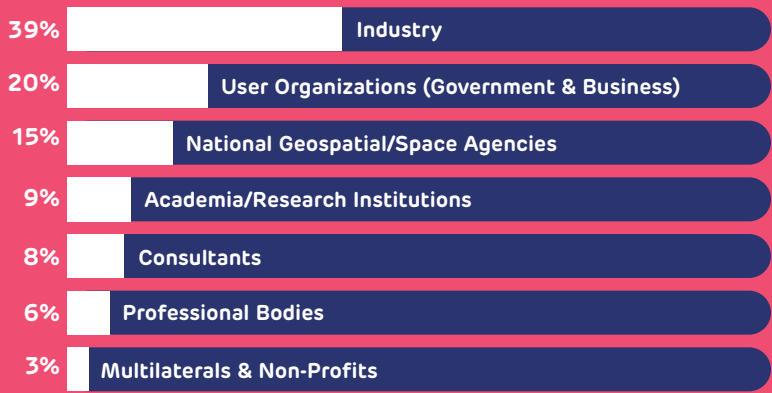 39% Industry
20% User Organizations (Government & Business)
15% National Geospatial/Space Agencies
9% Academia/Research Institutions
8% Consultants
6% Professional Bodies
3% Multilaterals & Non-Profits